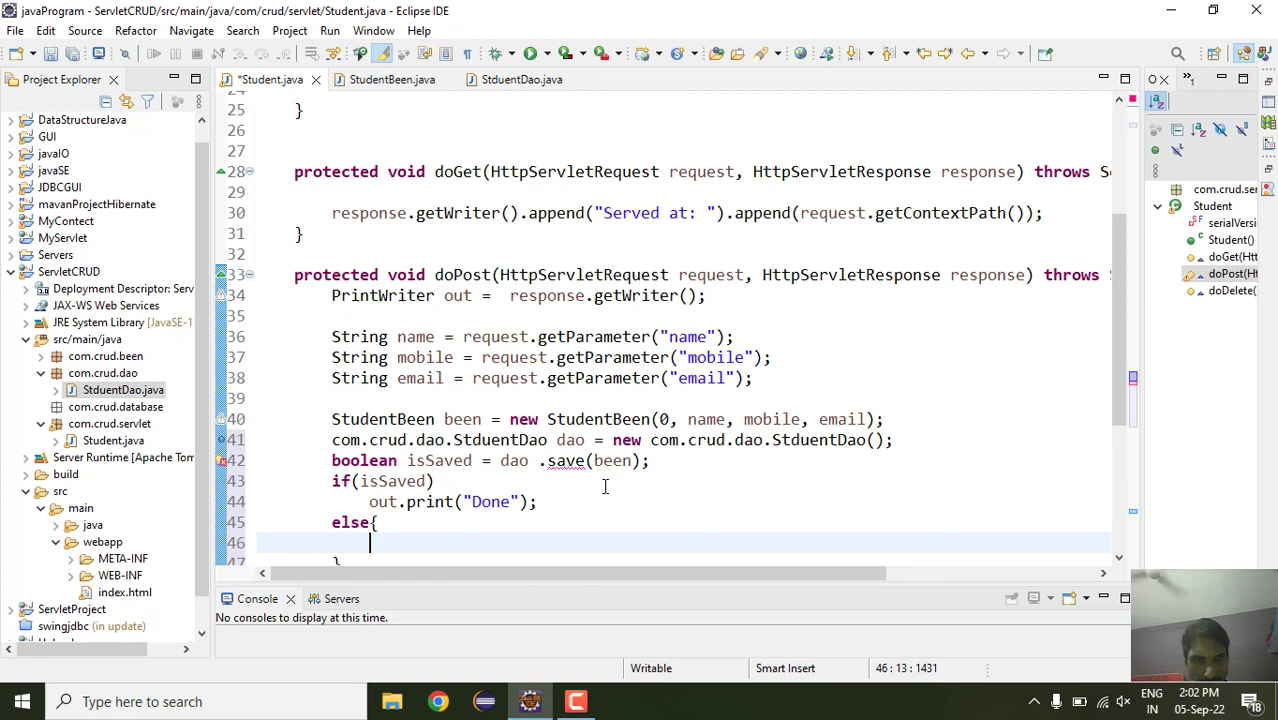 javaProgram - ServletCRUD/src/main/java/com/crud/servlet/Student.java - Eclipse IDE
File Edit Source Refactor Navigate Search Project Run Window Help
Project Explorer
*Student.java StudentBeen.java StduentDao.java
DataStructureJava
GUI
javaIO
javaSE
JDBCGUI
mavanProjectHibernate
MyContect
MyServlet
Servers
ServletCRUD
Deployment Descriptor: Serv
JAX-WS Web Services
JRE System Library [JavaSE-1
src/main/java
com.crud.been
com.crud.dao
StduentDao.java
com.crud.database
com.crud.servlet
Student.java
Server Runtime [Apache Tom
build
src
main
java
webapp
META-INF
WEB-INF
index.html
ServletProject
swingjdbc (in update)
25 }
26
27
28 protected void doGet(HttpServletRequest request, HttpServletResponse response) throws Se
29
30 response.getWriter().append("Served at: ").append(request.getContextPath());
31 }
32
33 protected void doPost(HttpServletRequest request, HttpServletResponse response) throws S
34 PrintWriter out = response.getWriter();
35
36 String name = request.getParameter("name");
37 String mobile = request.getParameter("mobile");
38 String email = request.getParameter("email");
39
40 StudentBeen been = new StudentBeen(0, name, mobile, email);
41 com.crud.dao.StduentDao dao = new com.crud.dao.StduentDao();
42 boolean isSaved = dao .save(been);
43 if(isSaved)
44 out.print("Done");
45 else{
46
47 }
com.crud.ser
Student
serialVersi
Student()
doGet(Htt
doPost(Ht
doDelete(
Console Servers
No consoles to display at this time.
Writable Smart Insert 46 : 13 : 1431
Type here to search
ENG
IN
2:02 PM
05-Sep-22
18